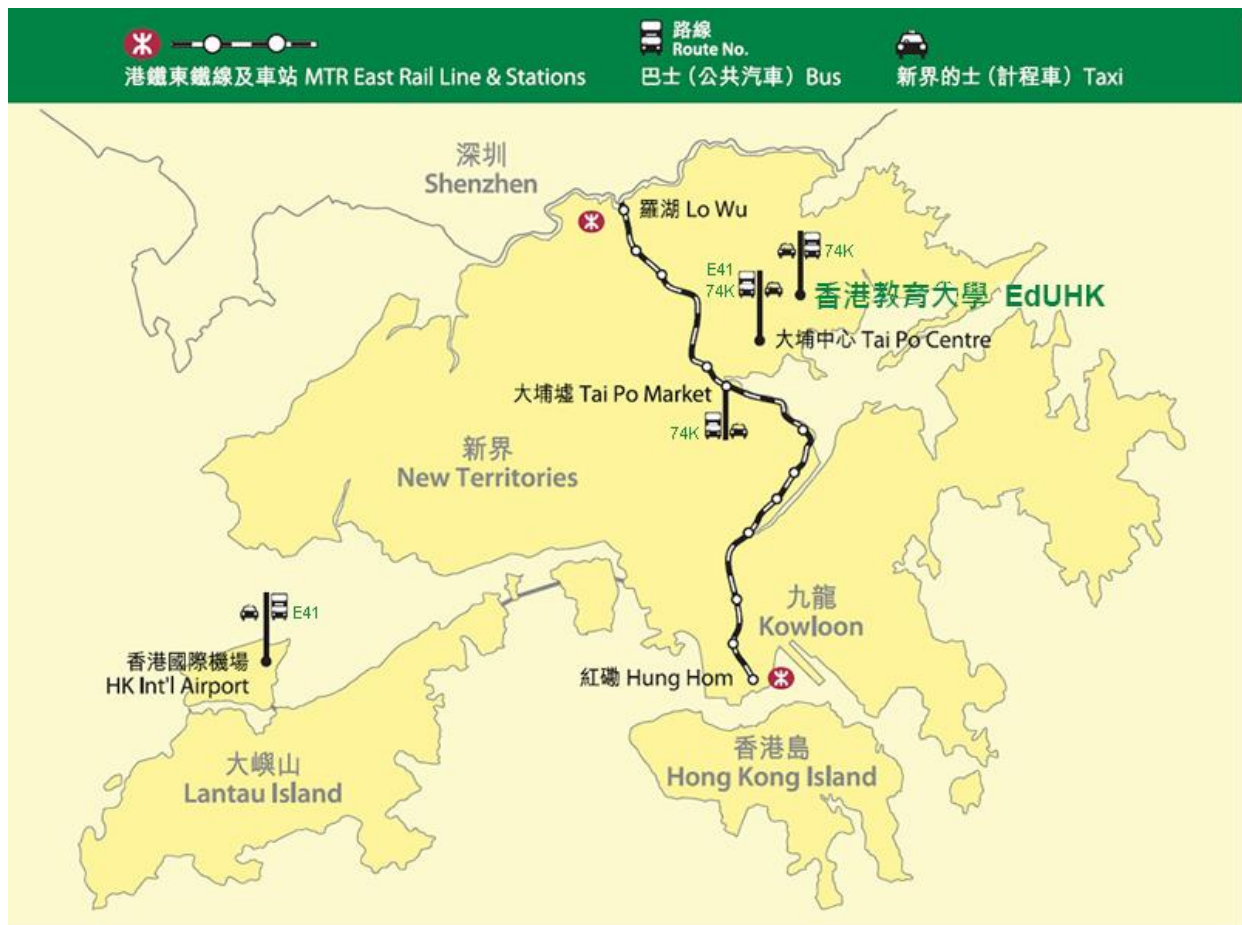 路線
Route No.
港鐵東鐵線及車站 MTR East Rail Line & Stations
巴士（公共汽車）Bus
新界的士（計程車）Taxi
深圳
Shenzhen
羅湖 Lo Wu
74K
E41
74K
香港教育大學 EdUHK
大埔中心 Tai Po Centre
大埔墟 Tai Po Market
74K
新界
New Territories
九龍
Kowloon
E41
香港國際機場
HK Int'l Airport
紅磡 Hung Hom
香港島
Hong Kong Island
大嶼山
Lantau Island